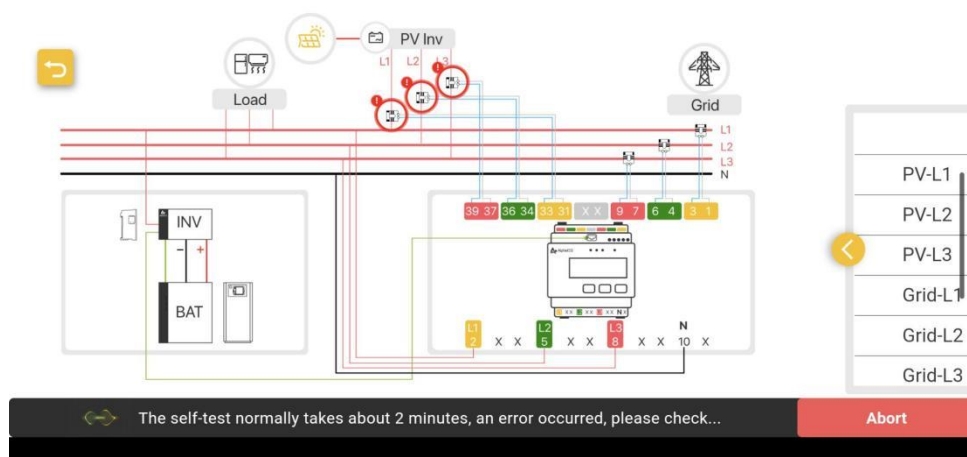 PV Inv
L1 L2 L3
Load
Grid
L1
L2
L3
N
PV-L1
PV-L2
PV-L3
Grid-L1
Grid-L2
Grid-L3
39 37 36 34 33 31 X X 9 7 6 4 3 1
INV
− +
BAT
L1 L2 L3 N
2 X X 5 X X 8 X X 10 X
The self-test normally takes about 2 minutes, an error occurred, please check...
Abort